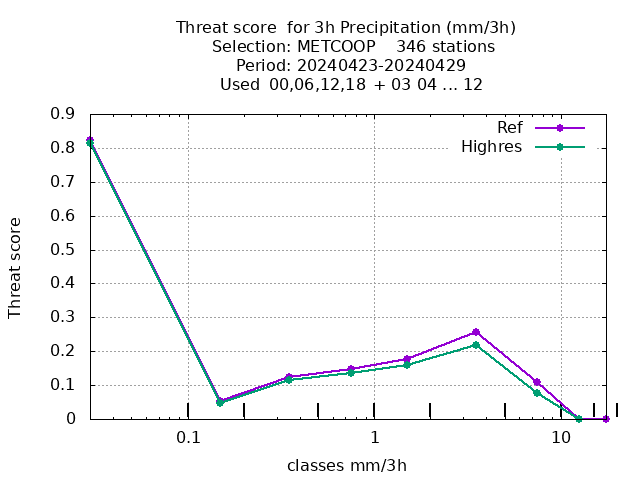 Threat score  for 3h Precipitation (mm/3h)
Selection: METCOOP    346 stations
Period: 20240423-20240429
Used  00,06,12,18  + 03 04 ... 12
Ref
Highres
0.9
0.8
0.7
0.6
0.5
0.4
0.3
0.2
0.1
0
Threat score
0.1 1 10
classes mm/3h